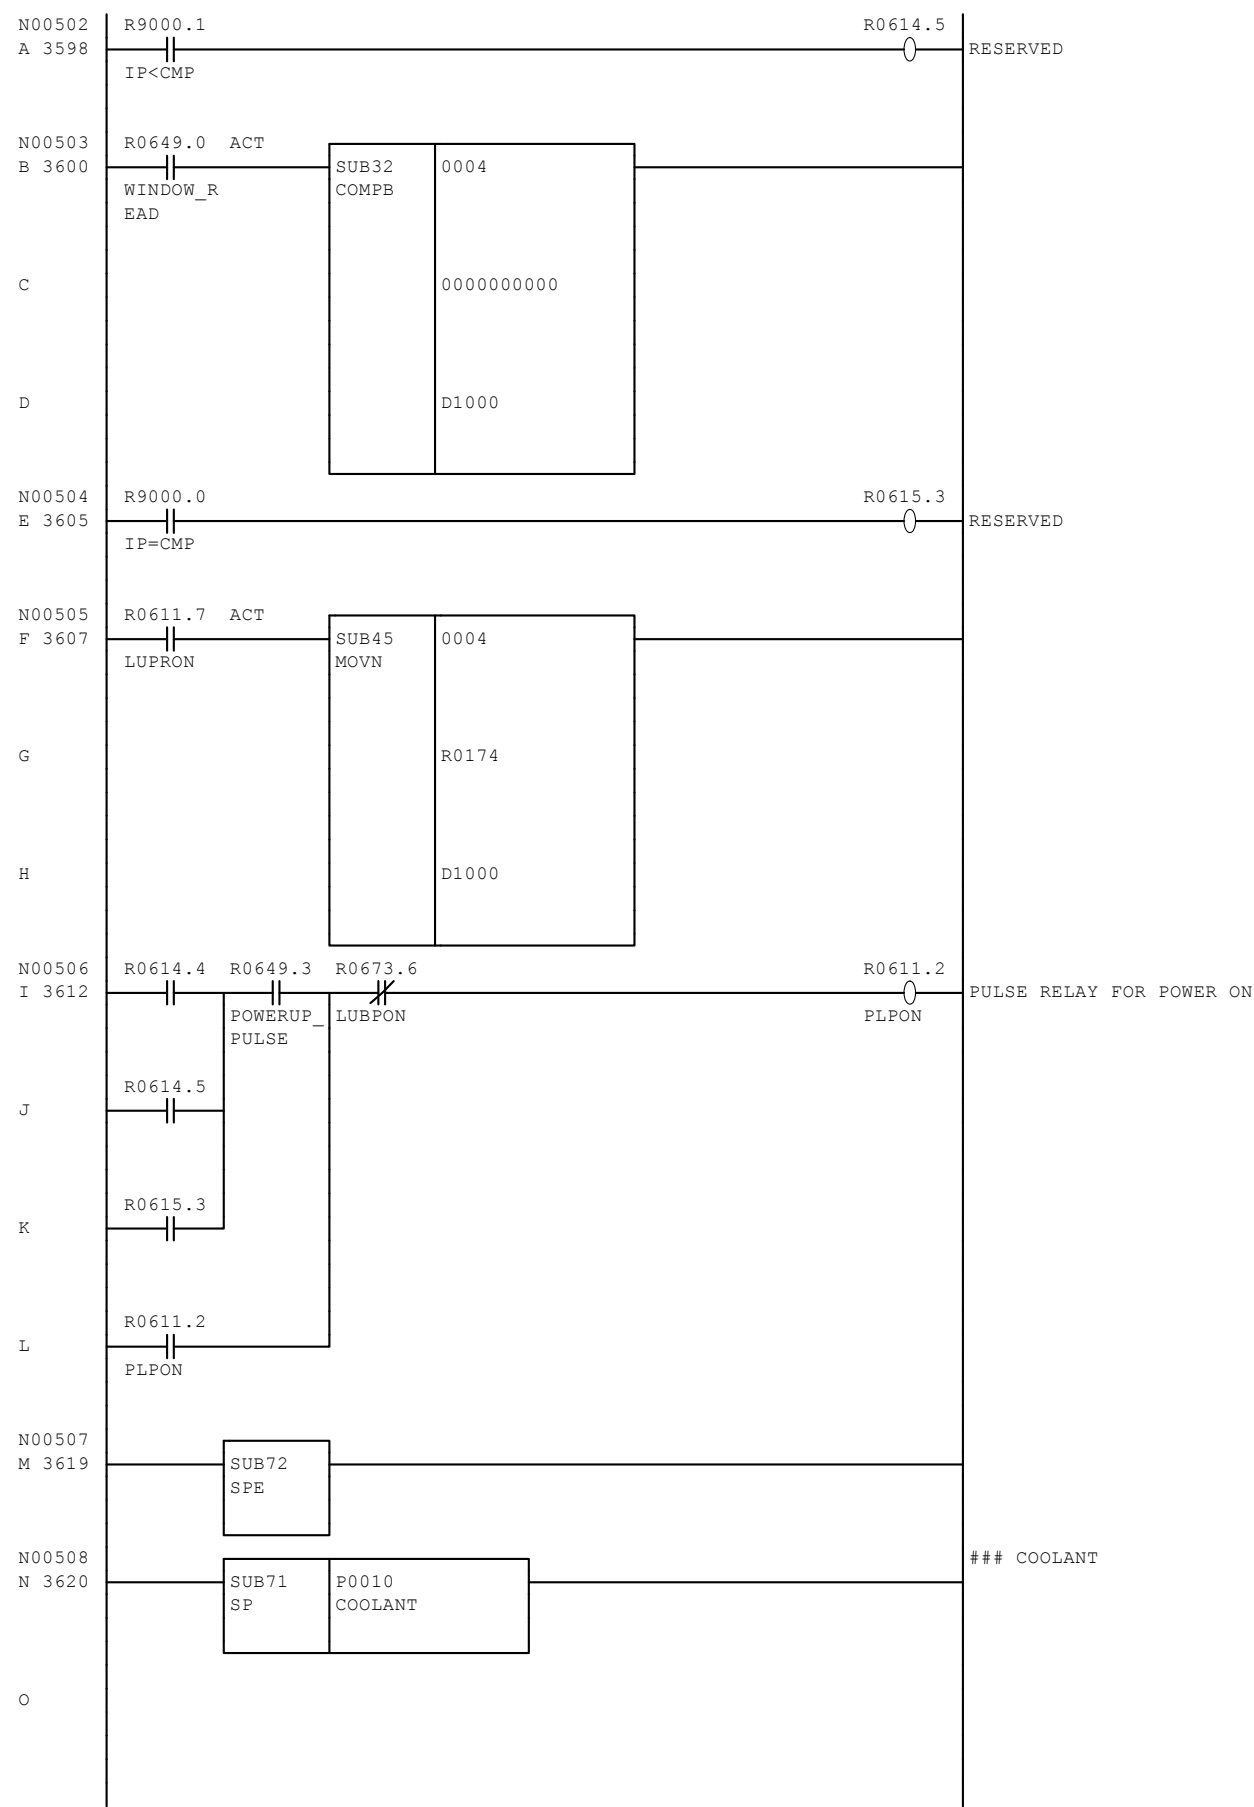 N00502 R9000.1 R0614.5
A 3598 RESERVED
IP<CMP
N00503 R0649.0 ACT
B 3600 SUB32 0004
WINDOW_R COMPB
EAD
C 0000000000
D D1000
N00504 R9000.0 R0615.3
E 3605 RESERVED
IP=CMP
N00505 R0611.7 ACT
F 3607 SUB45 0004
LUPRON MOVN
G R0174
H D1000
N00506 R0614.4 R0649.3 R0673.6 R0611.2
I 3612 PULSE RELAY FOR POWER ON
POWERUP_ LUBPON PLPON
PULSE
R0614.5
J
R0615.3
K
R0611.2
L
PLPON
N00507
M 3619 SUB72
SPE
N00508 ### COOLANT
N 3620 SUB71 P0010
SP COOLANT
O